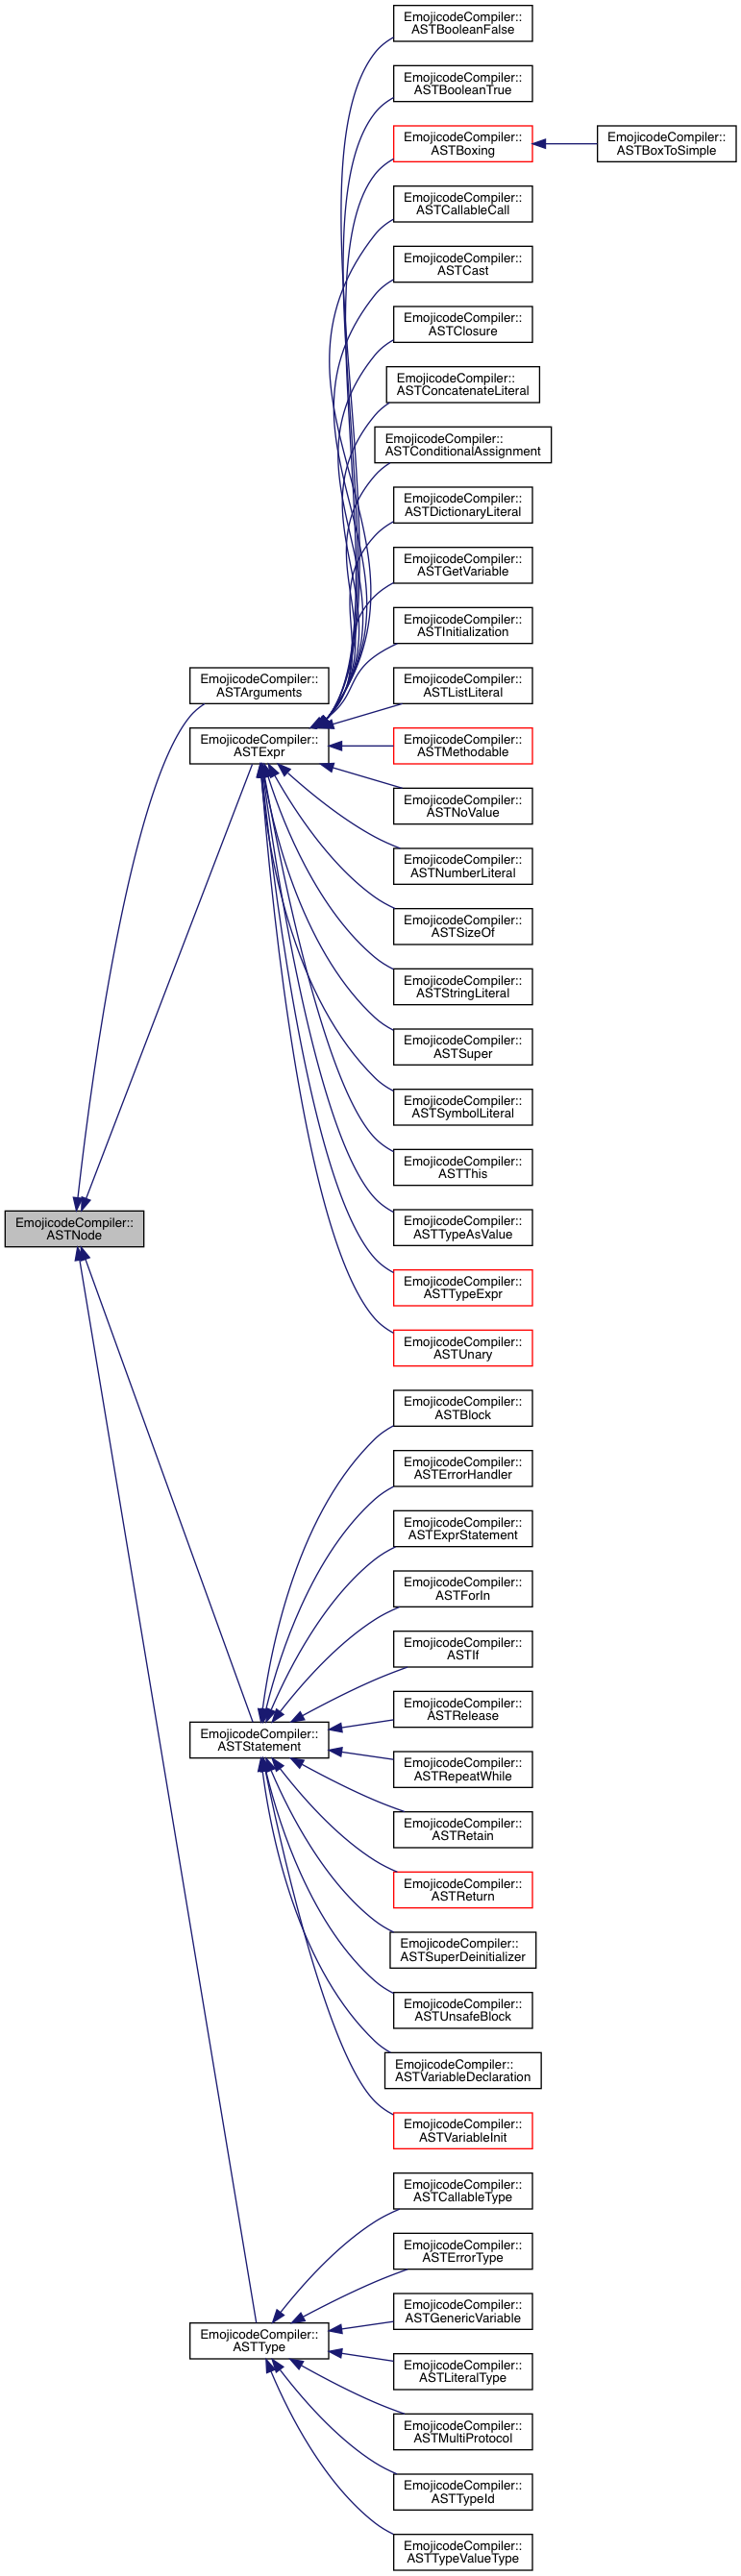 EmojicodeCompiler::
ASTBooleanFalse
EmojicodeCompiler::
ASTBooleanTrue
EmojicodeCompiler::
ASTBoxing
EmojicodeCompiler::
ASTBoxToSimple
EmojicodeCompiler::
ASTCallableCall
EmojicodeCompiler::
ASTCast
EmojicodeCompiler::
ASTClosure
EmojicodeCompiler::
ASTConcatenateLiteral
EmojicodeCompiler::
ASTConditionalAssignment
EmojicodeCompiler::
ASTDictionaryLiteral
EmojicodeCompiler::
ASTGetVariable
EmojicodeCompiler::
ASTInitialization
EmojicodeCompiler::
ASTArguments
EmojicodeCompiler::
ASTListLiteral
EmojicodeCompiler::
ASTExpr
EmojicodeCompiler::
ASTMethodable
EmojicodeCompiler::
ASTNoValue
EmojicodeCompiler::
ASTNumberLiteral
EmojicodeCompiler::
ASTSizeOf
EmojicodeCompiler::
ASTStringLiteral
EmojicodeCompiler::
ASTSuper
EmojicodeCompiler::
ASTSymbolLiteral
EmojicodeCompiler::
ASTThis
EmojicodeCompiler::
ASTNode
EmojicodeCompiler::
ASTTypeAsValue
EmojicodeCompiler::
ASTTypeExpr
EmojicodeCompiler::
ASTUnary
EmojicodeCompiler::
ASTBlock
EmojicodeCompiler::
ASTErrorHandler
EmojicodeCompiler::
ASTExprStatement
EmojicodeCompiler::
ASTForIn
EmojicodeCompiler::
ASTIf
EmojicodeCompiler::
ASTRelease
EmojicodeCompiler::
ASTStatement
EmojicodeCompiler::
ASTRepeatWhile
EmojicodeCompiler::
ASTRetain
EmojicodeCompiler::
ASTReturn
EmojicodeCompiler::
ASTSuperDeinitializer
EmojicodeCompiler::
ASTUnsafeBlock
EmojicodeCompiler::
ASTVariableDeclaration
EmojicodeCompiler::
ASTVariableInit
EmojicodeCompiler::
ASTCallableType
EmojicodeCompiler::
ASTErrorType
EmojicodeCompiler::
ASTGenericVariable
EmojicodeCompiler::
ASTType
EmojicodeCompiler::
ASTLiteralType
EmojicodeCompiler::
ASTMultiProtocol
EmojicodeCompiler::
ASTTypeId
EmojicodeCompiler::
ASTTypeValueType